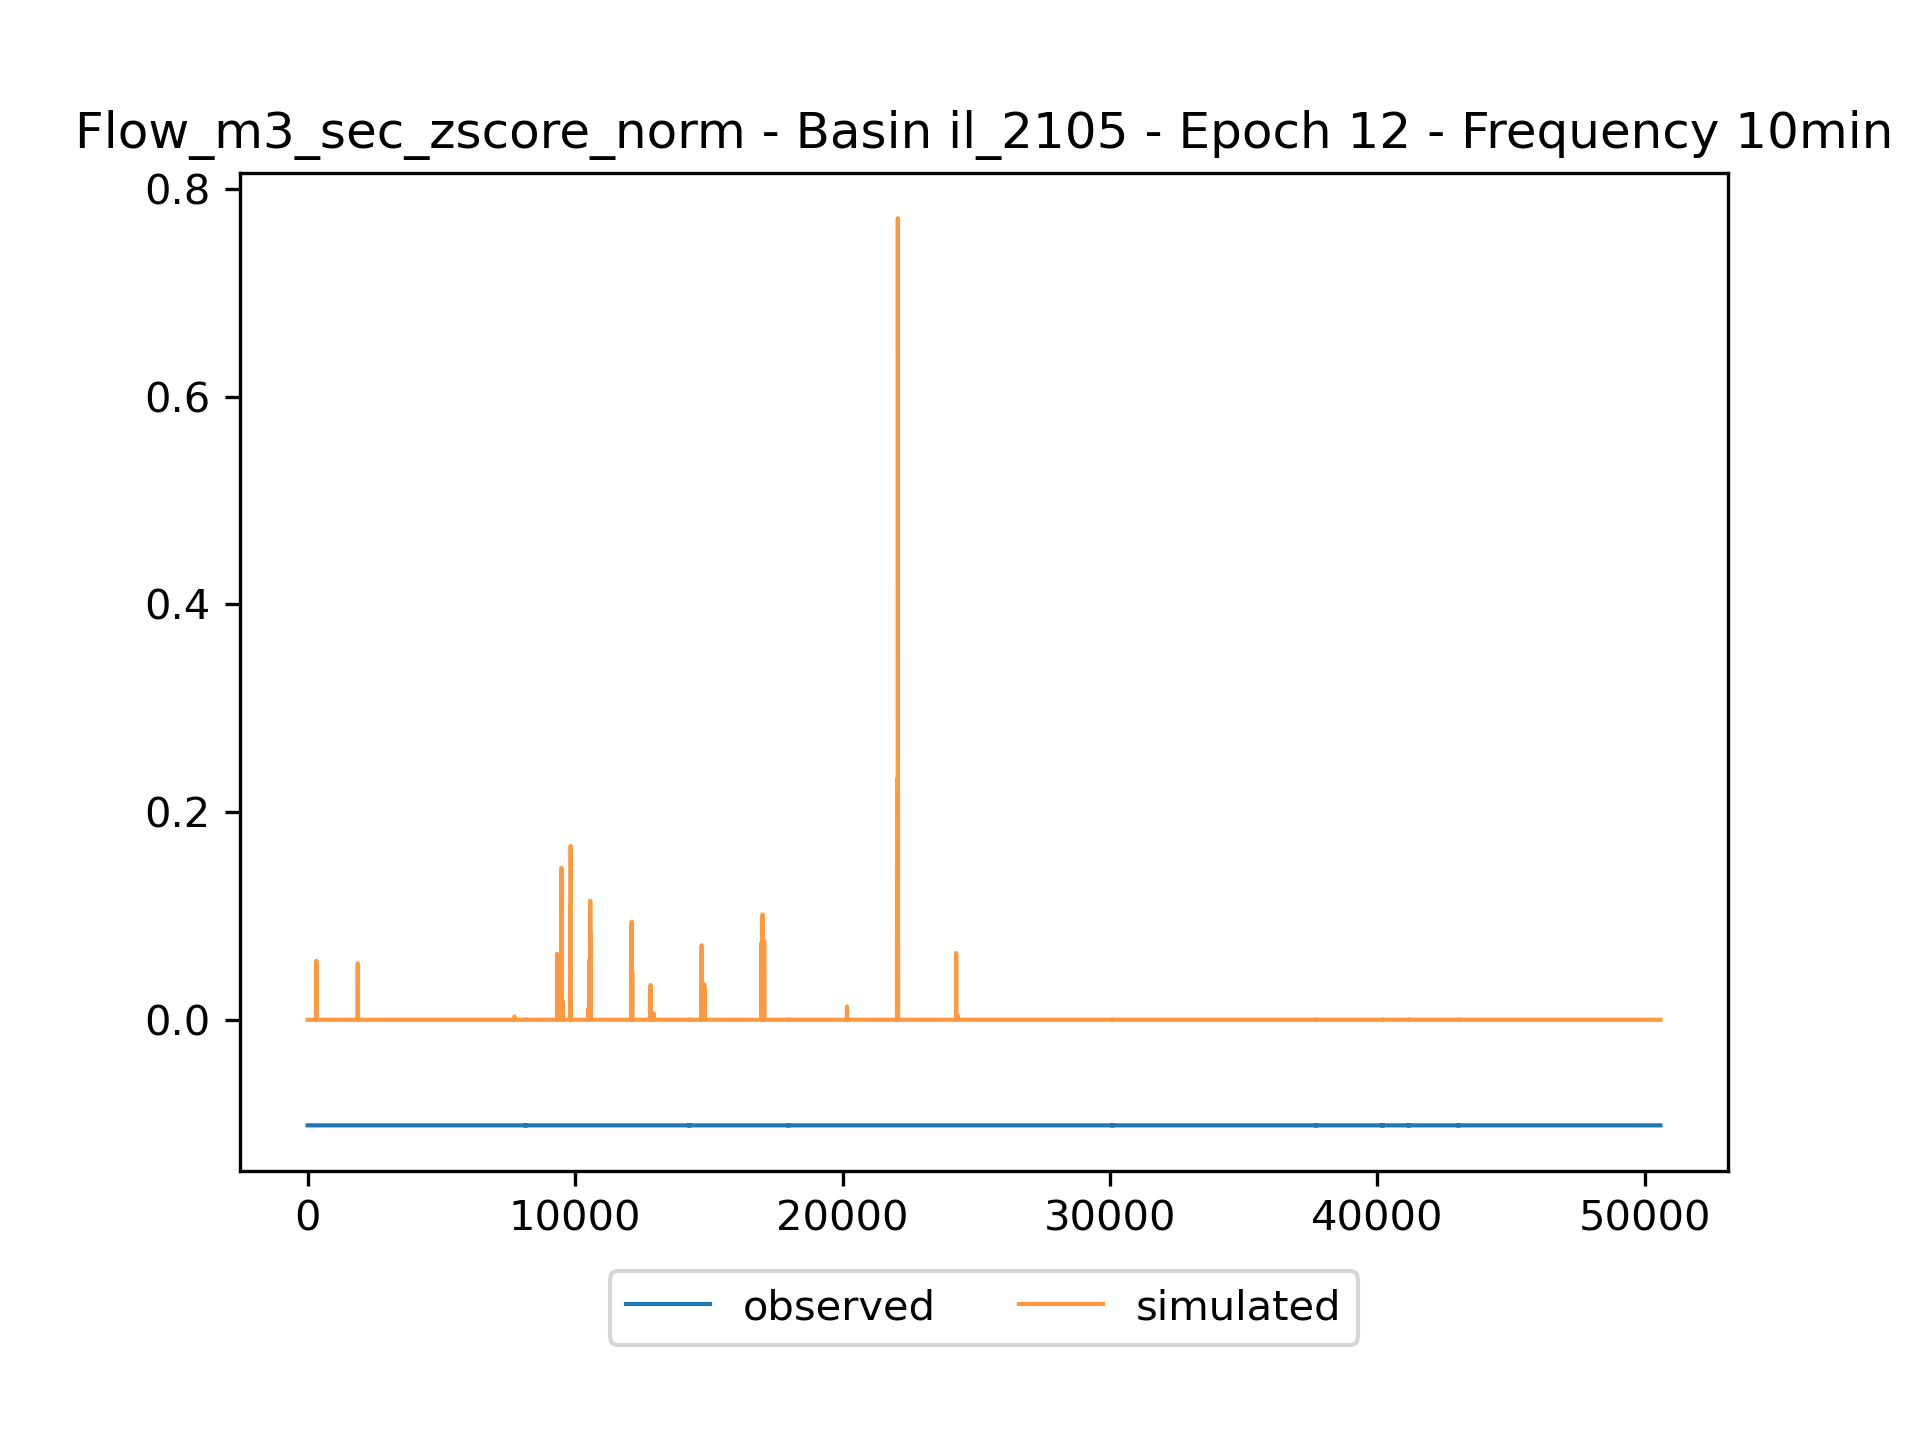 Flow_m3_sec_zscore_norm - Basin il_2105 - Epoch 12 - Frequency 10min
0.8
0.6
0.4
0.2
0.0
0 10000 20000 30000 40000 50000
observed simulated